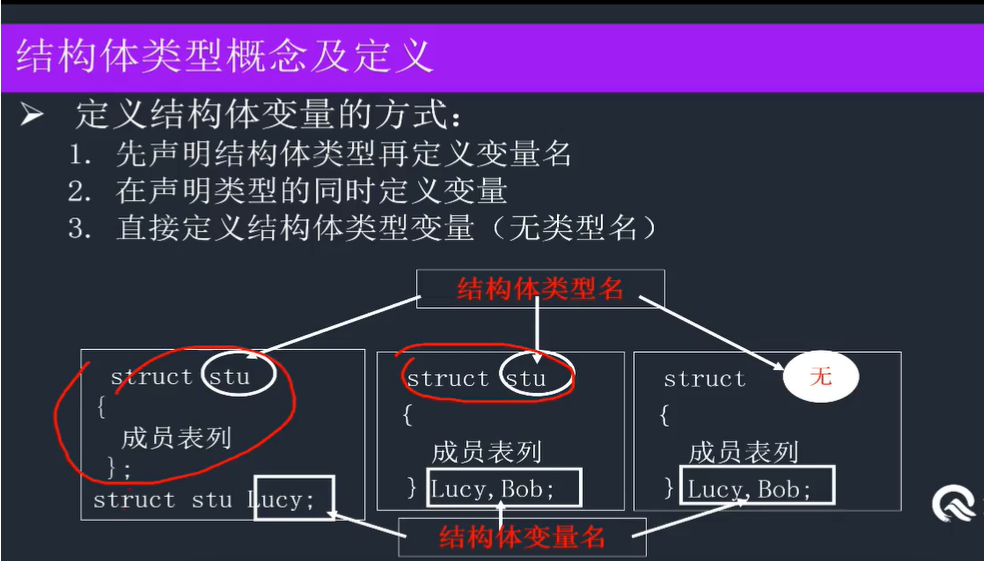 结构体类型概念及定义
➢ 定义结构体变量的方式:
1. 先声明结构体类型再定义变量名
2. 在声明类型的同时定义变量
3. 直接定义结构体类型变量（无类型名）
结构体类型名
struct stu
{
成员表列
};
struct stu Lucy;
struct stu
{
成员表列
} Lucy,Bob;
struct 无
{
成员表列
} Lucy,Bob;
结构体变量名